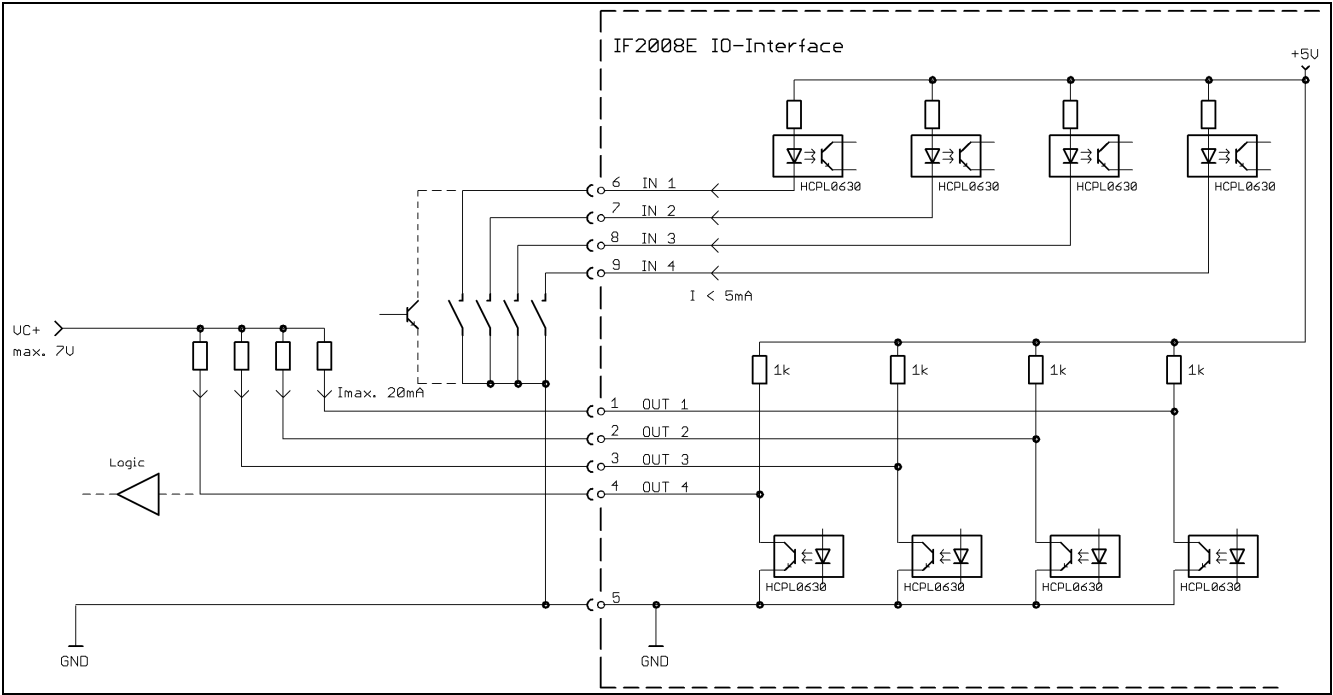 IF2008E IO-Interface
+5V
HCPL0630 HCPL0630 HCPL0630 HCPL0630
6 IN 1
7 IN 2
8 IN 3
9 IN 4
I < 5mA
VC+
max. 7V
1k 1k 1k 1k
Imax. 20mA
1 OUT 1
2 OUT 2
3 OUT 3
4 OUT 4
Logic
HCPL0630 HCPL0630 HCPL0630 HCPL0630
5
GND GND